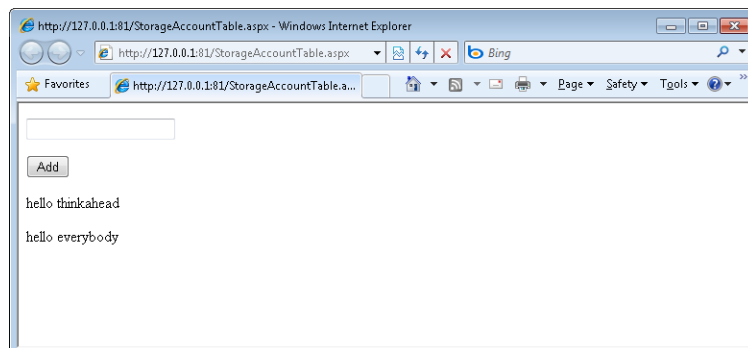 http://127.0.0.1:81/StorageAccountTable.aspx - Windows Internet Explorer
http://127.0.0.1:81/StorageAccountTable.aspx
Bing
Favorites
http://127.0.0.1:81/StorageAccountTable.a...
Page
Safety
Tools
Add
hello thinkahead
hello everybody